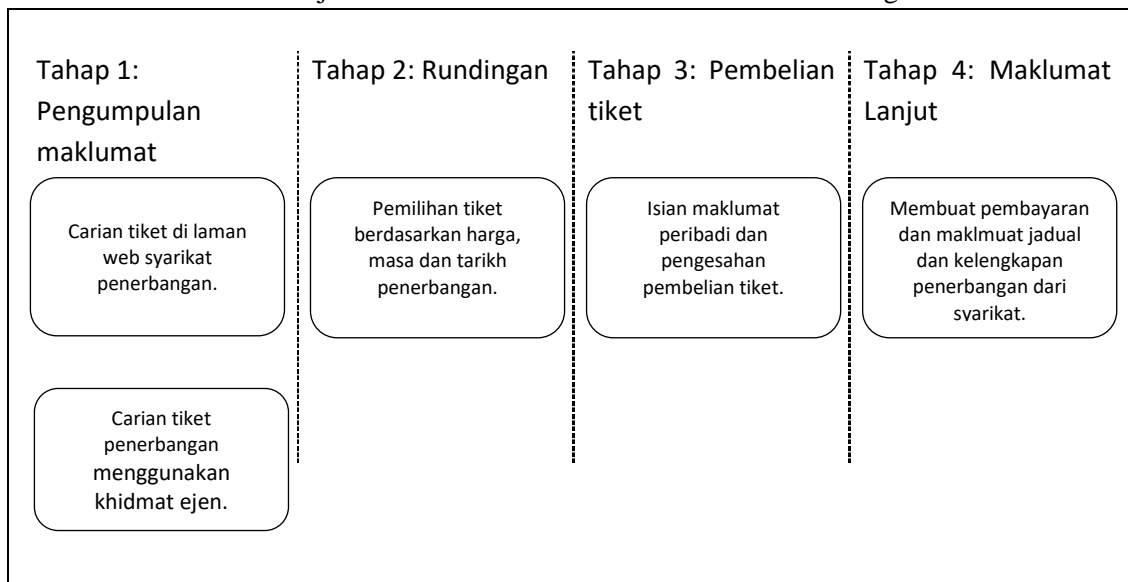 Tahap 1:
Pengumpulan
maklumat
Carian tiket di laman
web syarikat
penerbangan.
Carian tiket
penerbangan
menggunakan
khidmat ejen.
Tahap 2: Rundingan
Pemilihan tiket
berdasarkan harga,
masa dan tarikh
penerbangan.
Tahap 3: Pembelian
tiket
Isian maklumat
peribadi dan
pengesahan
pembelian tiket.
Tahap 4: Maklumat
Lanjut
Membuat pembayaran
dan maklmuat jadual
dan kelengkapan
penerbangan dari
syarikat.